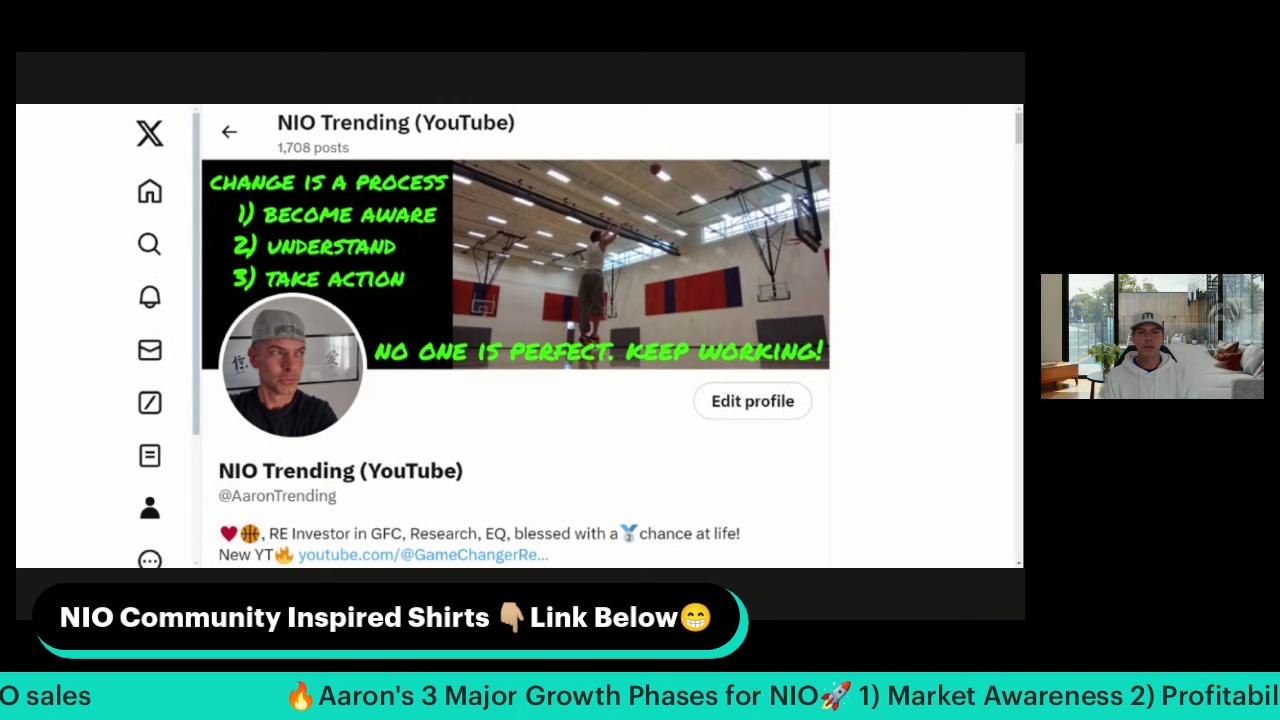 NIO Trending (YouTube)
1,708 posts
CHANGE IS A PROCESS
1) BECOME AWARE
2) UNDERSTAND
3) TAKE ACTION
信 愛
NO ONE IS PERFECT. KEEP WORKING!
Edit profile
NIO Trending (YouTube)
@AaronTrending
❤️🏀, RE Investor in GFC, Research, EQ, blessed with a🥈chance at life!
New YT🔥 youtube.com/@GameChangerRe...
NIO Community Inspired Shirts 👇🏼Link Below😁
O sales 🔥Aaron's 3 Major Growth Phases for NIO🚀 1) Market Awareness 2) Profitabil